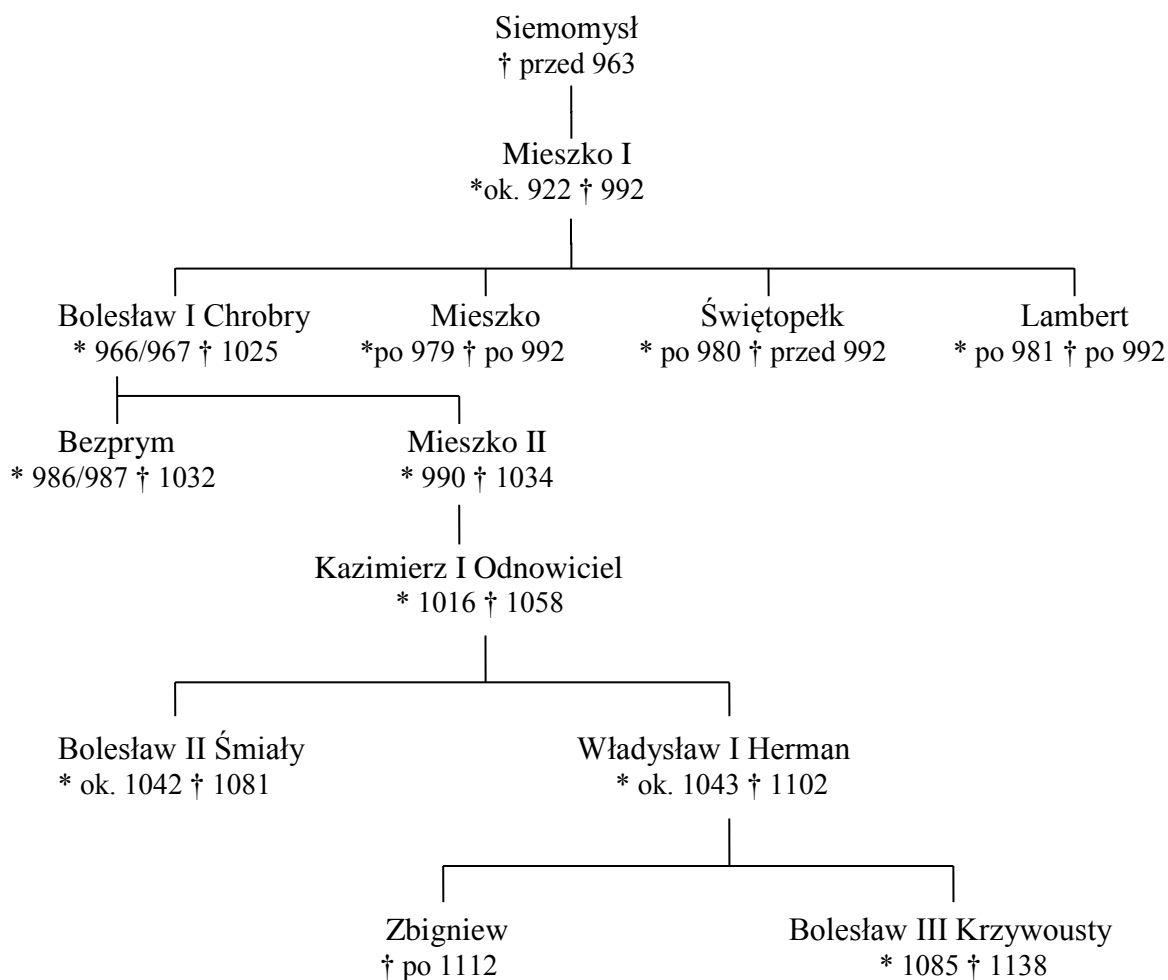 Siemomysł
† przed 963
Mieszko I
*ok. 922 † 992
Bolesław I Chrobry
* 966/967 † 1025
Mieszko
*po 979 † po 992
Świętopełk
* po 980 † przed 992
Lambert
* po 981 † po 992
Bezprym
* 986/987 † 1032
Mieszko II
* 990 † 1034
Kazimierz I Odnowiciel
* 1016 † 1058
Bolesław II Śmiały
* ok. 1042 † 1081
Władysław I Herman
* ok. 1043 † 1102
Zbigniew
† po 1112
Bolesław III Krzywousty
* 1085 † 1138